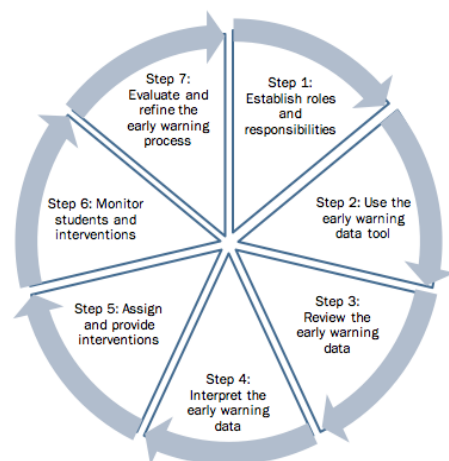 Step 1:
Establish roles
and
responsibilities
Step 2: Use the
early warning
data tool
Step 3:
Review the
early warning
data
Step 4:
Interpret the
early warning
data
Step 5: Assign
and provide
interventions
Step 6: Monitor
students and
interventions
Step 7:
Evaluate and
refine the
early warning
process